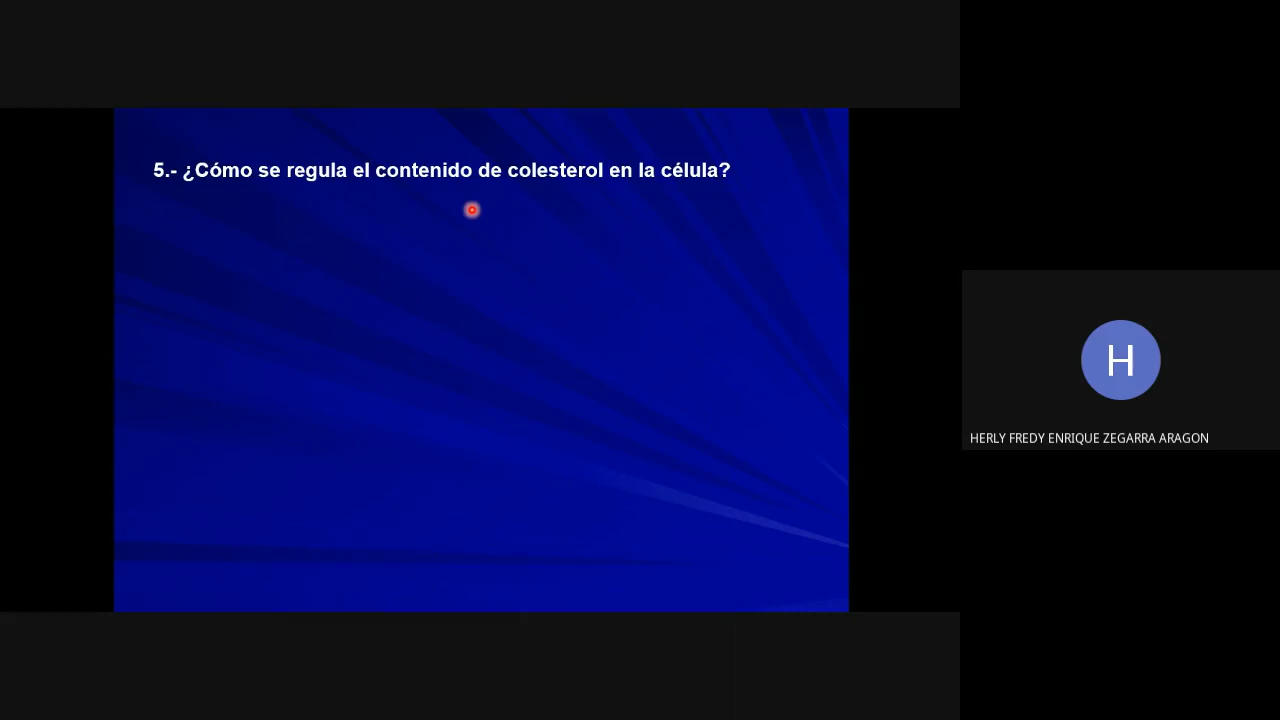 5.- ¿Cómo se regula el contenido de colesterol en la célula?
H
HERLY FREDY ENRIQUE ZEGARRA ARAGON